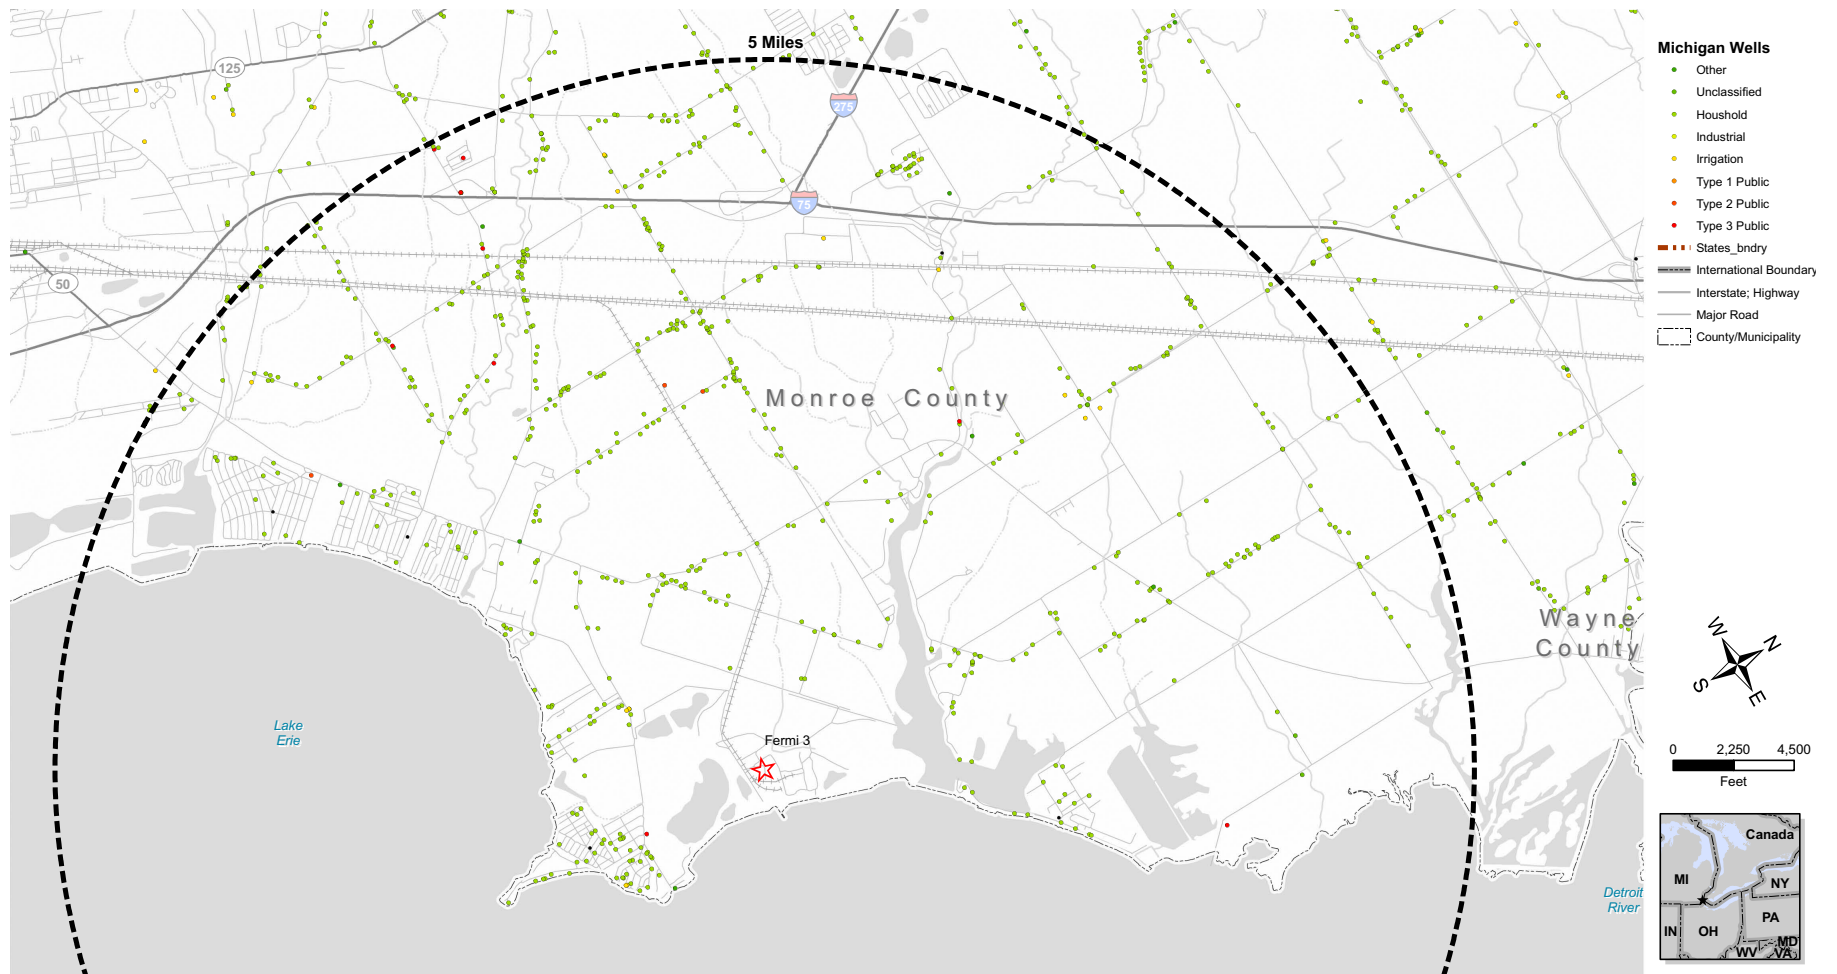 5 Miles
125
275
75
50
Monroe County
Wayne
County
Lake
Erie
Fermi 3
Detroit
River
Michigan Wells
Other
Unclassified
Houshold
Industrial
Irrigation
Type 1 Public
Type 2 Public
Type 3 Public
States_bndry
International Boundary
Interstate; Highway
Major Road
County/Municipality
W
N
S
E
0 2,250 4,500
Feet
Canada
MI
NY
PA
IN
OH
MD
WV
VA